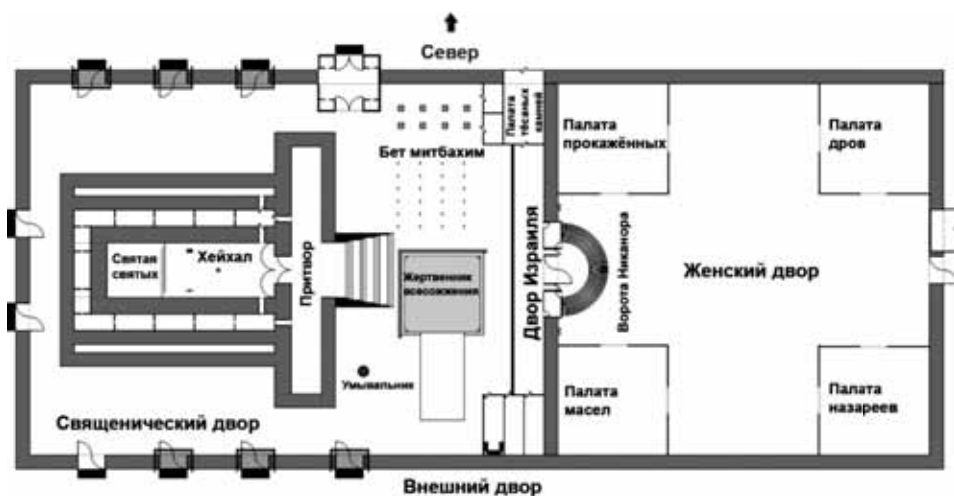 Север
Палата
тёсаных
камней
Бет митбахим
Палата
прокажённых
Палата
дров
Святая
святых
Хейхал
Притвор
Жертвенник
всесожжения
Двор Израиля
Ворота Никанора
Женский двор
Умывальник
Палата
масел
Палата
назареев
Священический двор
Внешний двор